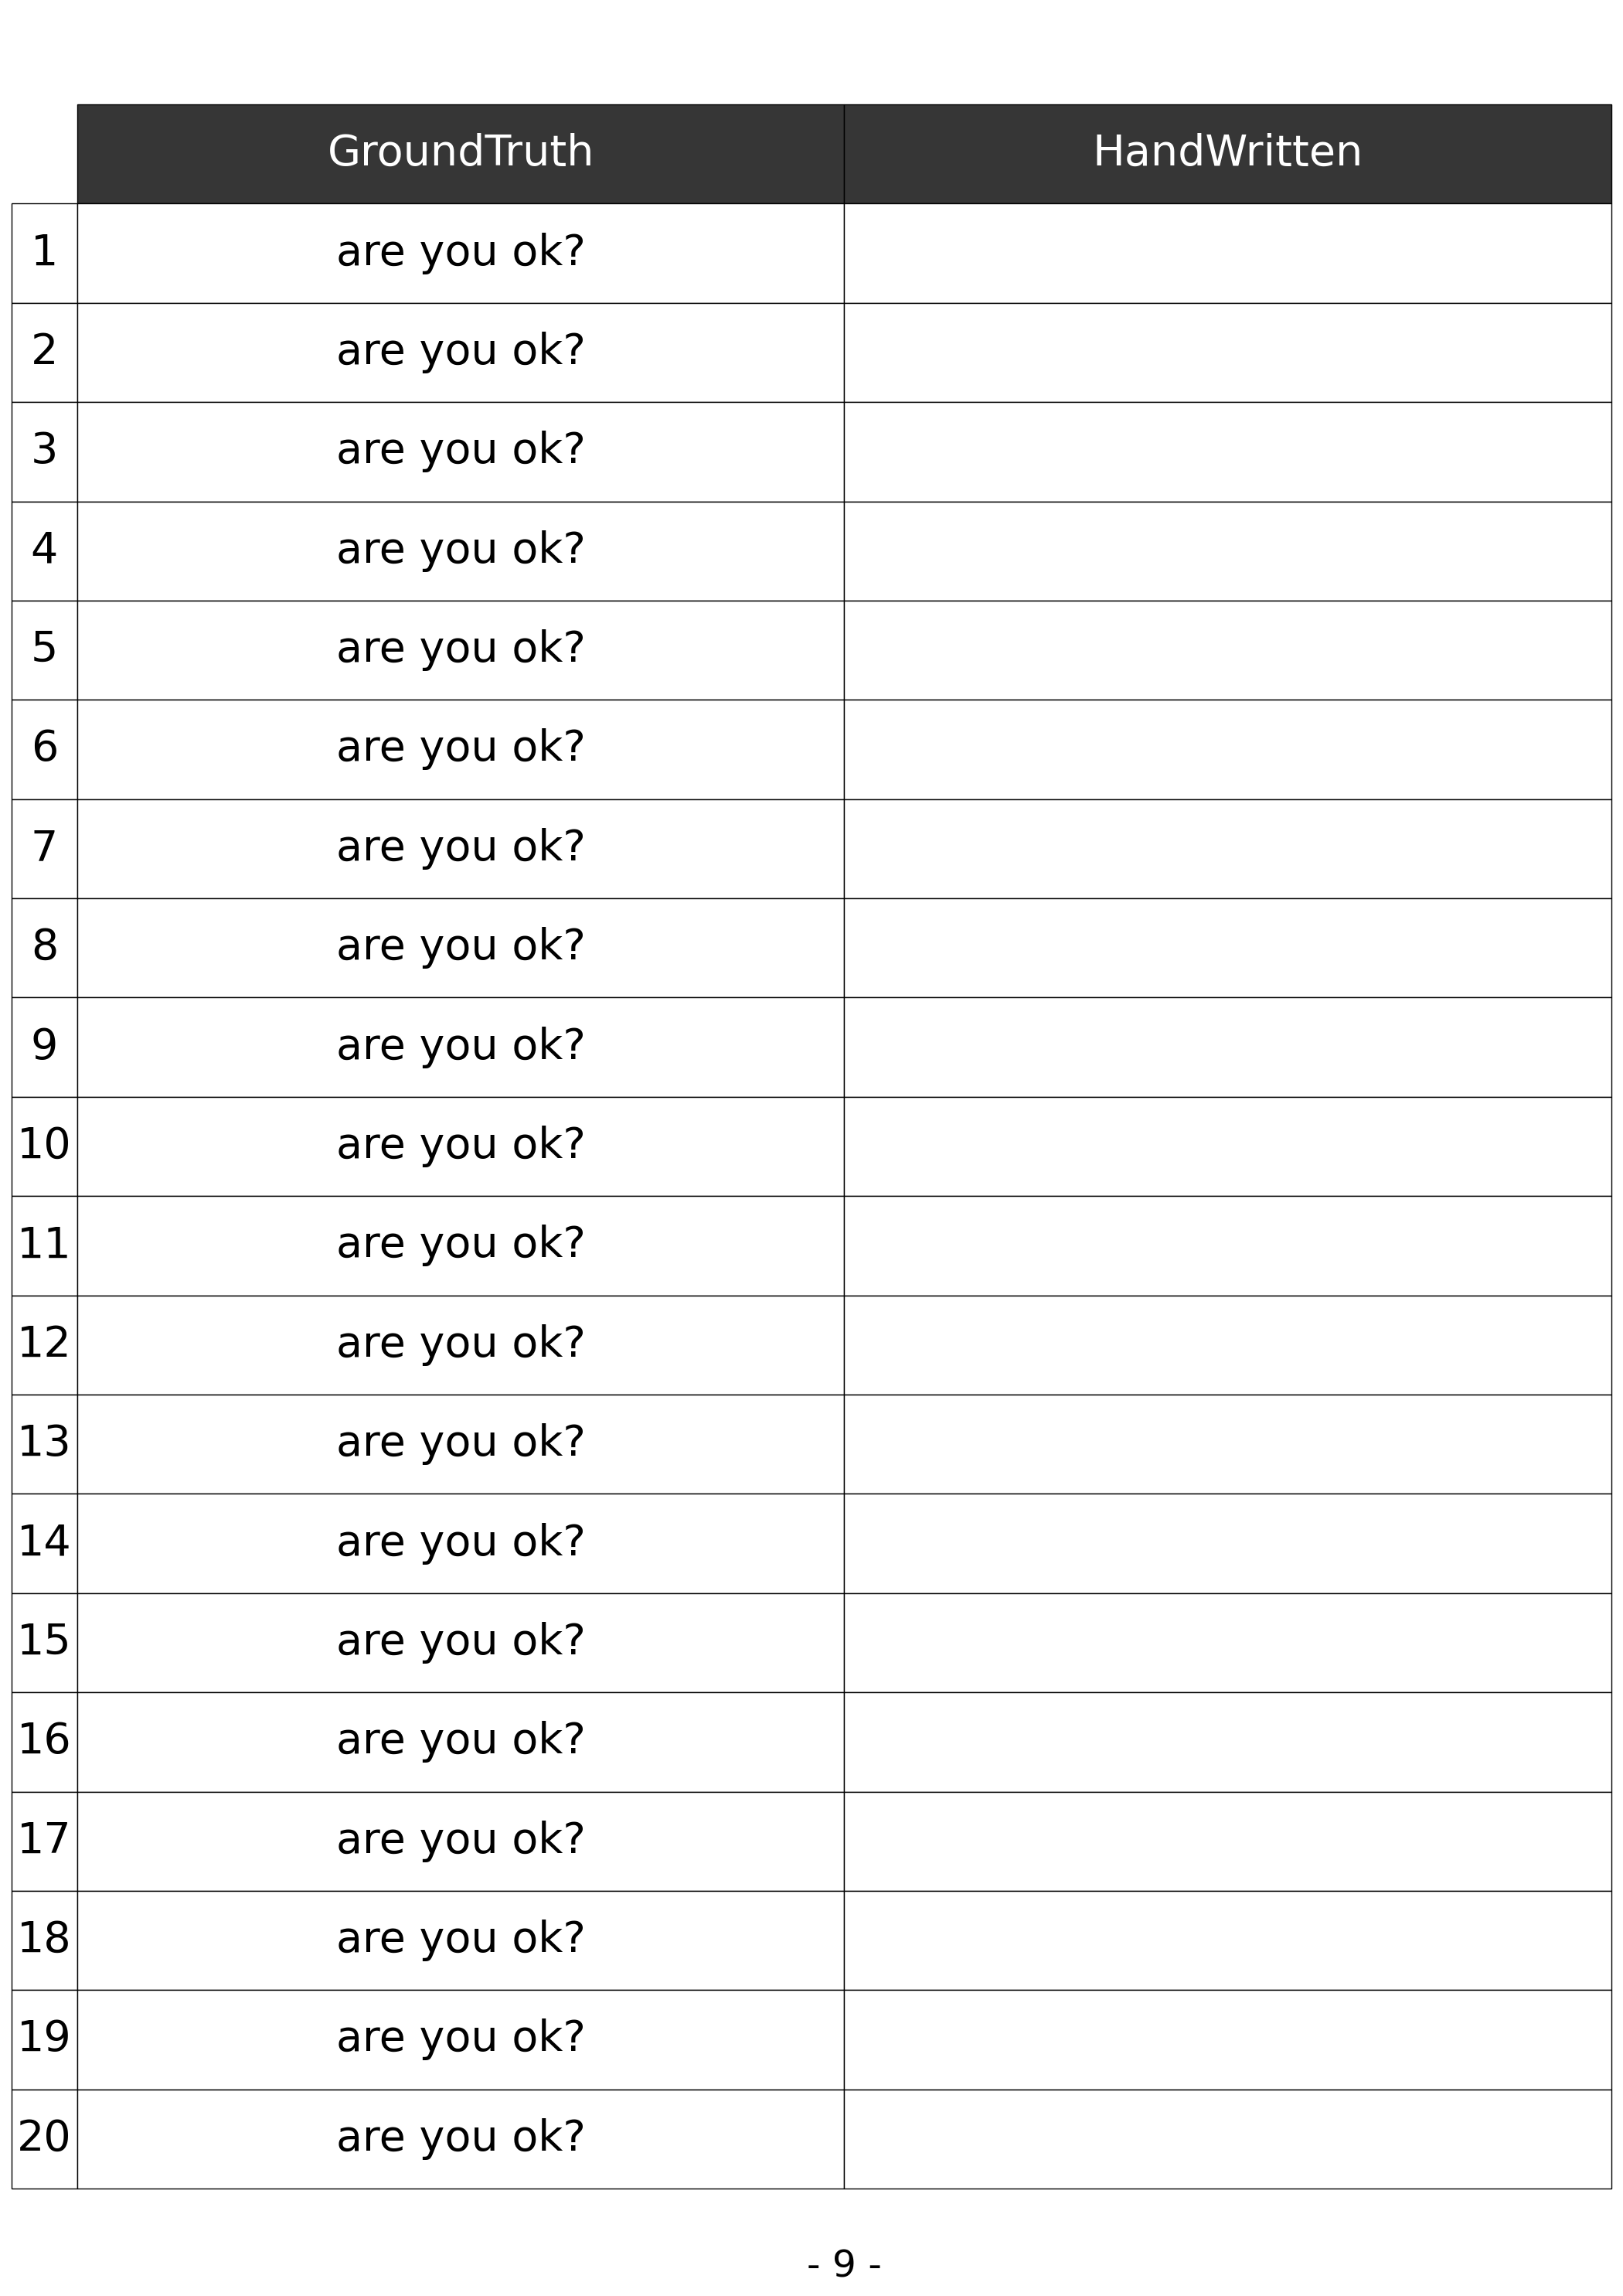 GroundTruth HandWritten
1 are you ok?
2 are you ok?
3 are you ok?
4 are you ok?
5 are you ok?
6 are you ok?
7 are you ok?
8 are you ok?
9 are you ok?
10 are you ok?
11 are you ok?
12 are you ok?
13 are you ok?
14 are you ok?
15 are you ok?
16 are you ok?
17 are you ok?
18 are you ok?
19 are you ok?
20 are you ok?
- 9 -